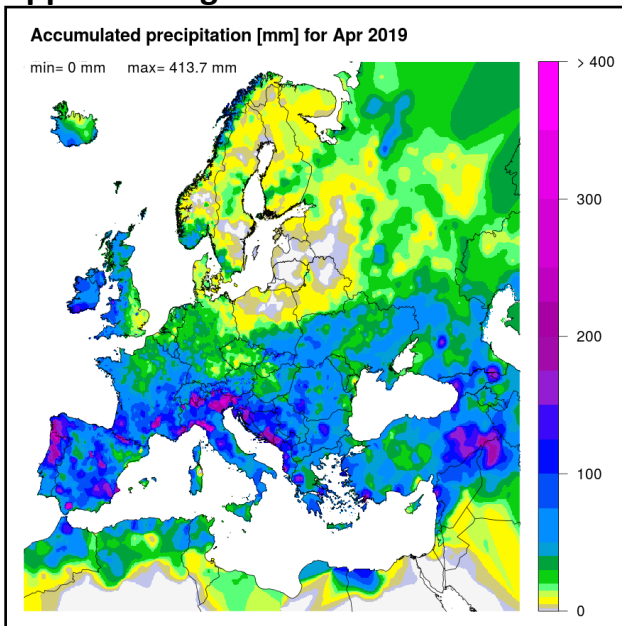 Accumulated precipitation [mm] for Apr 2019
min= 0 mm max= 413.7 mm
> 400
300
200
100
0